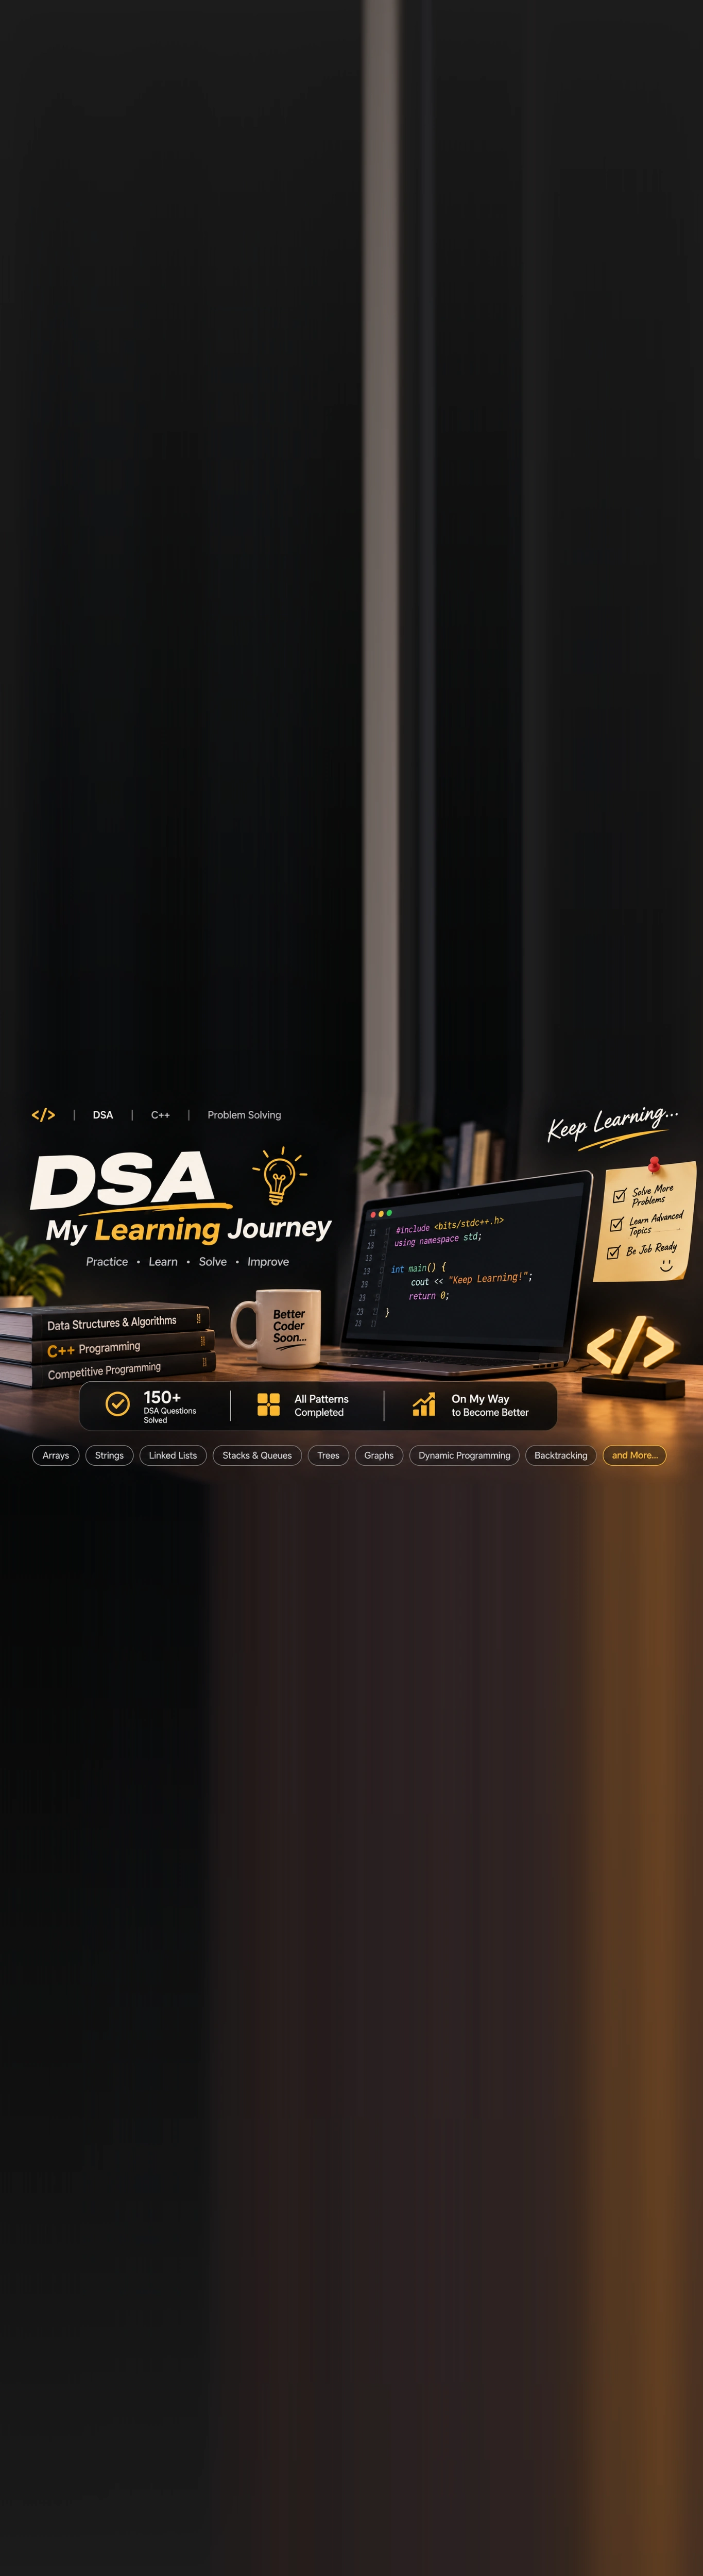 </> | DSA | C++ | Problem Solving
DSA
My Learning Journey
Practice • Learn • Solve • Improve
Keep Learning...
Solve More
Problems
Learn Advanced
Topics
Be Job Ready
#include <bits/stdc++.h>
using namespace std;
int main() {
cout << "Keep Learning!";
return 0;
}
Data Structures & Algorithms
C++ Programming
Competitive Programming
Better
Coder
Soon...
</>
150+
DSA Questions
Solved
All Patterns
Completed
On My Way
to Become Better
Arrays
Strings
Linked Lists
Stacks & Queues
Trees
Graphs
Dynamic Programming
Backtracking
and More...